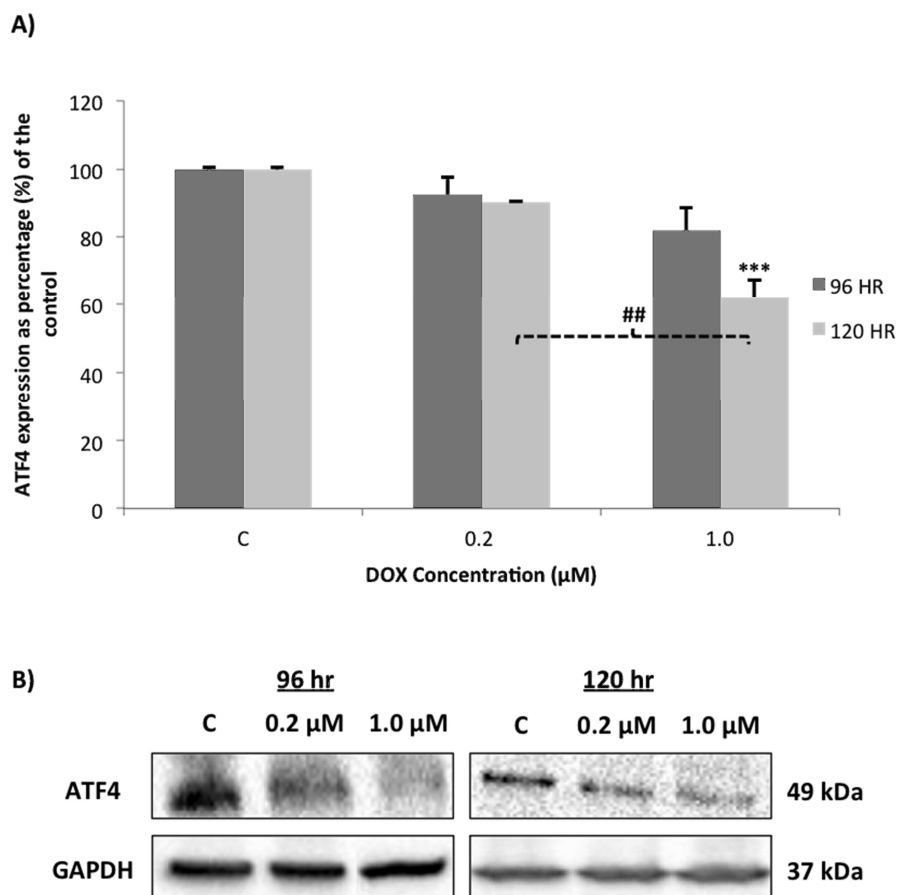 A)
ATF4 expression as percentage (%) of the
control
120
100
80
60
40
20
0
***
##
96 HR
120 HR
C 0.2 1.0
DOX Concentration (µM)
B)
96 hr 120 hr
C 0.2 µM 1.0 µM C 0.2 µM 1.0 µM
ATF4 49 kDa
GAPDH 37 kDa